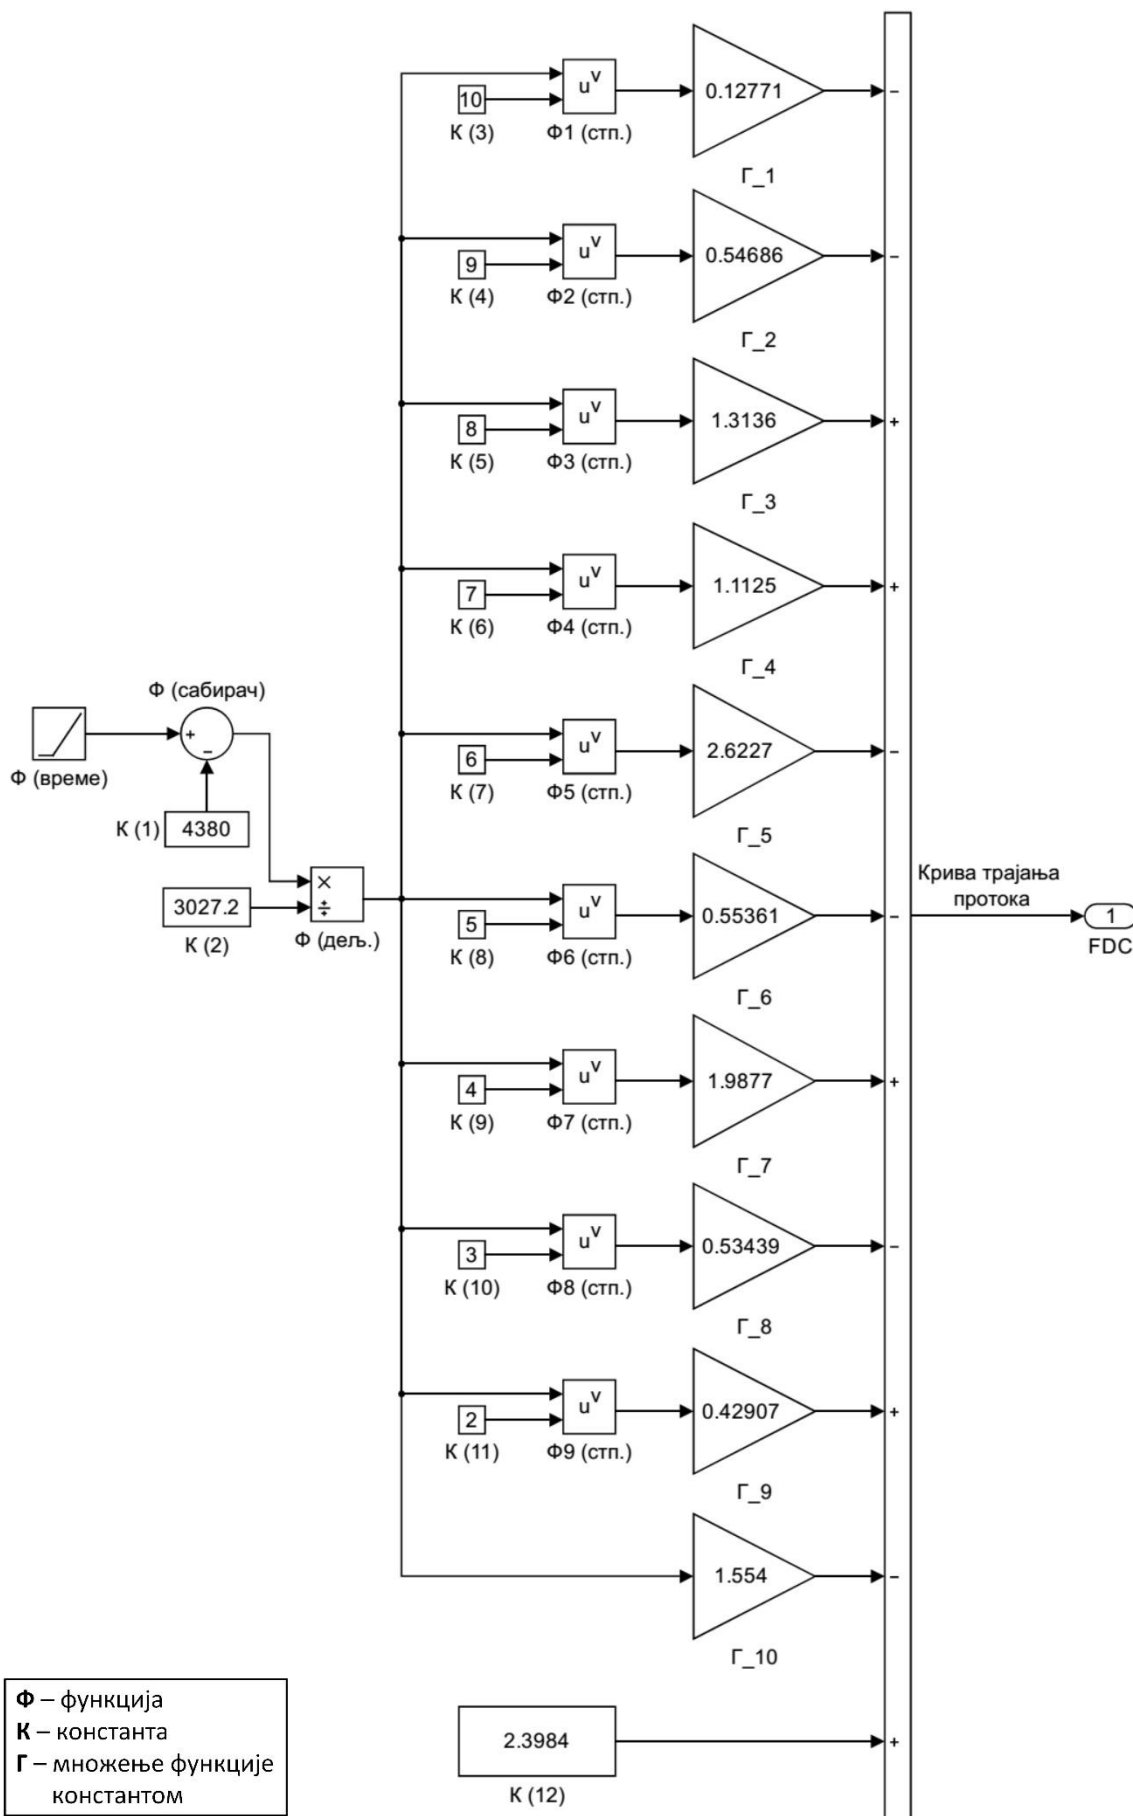 10
К (3)
u^v
Ф1 (стп.)
0.12771
−
Г_1
9
К (4)
u^v
Ф2 (стп.)
0.54686
−
Г_2
8
К (5)
u^v
Ф3 (стп.)
1.3136
+
Г_3
7
К (6)
u^v
Ф4 (стп.)
1.1125
+
Г_4
Ф (сабирач)
+
−
Ф (време)
К (1)
4380
6
К (7)
u^v
Ф5 (стп.)
2.6227
−
Г_5
3027.2
К (2)
×
÷
Ф (дељ.)
5
К (8)
u^v
Ф6 (стп.)
0.55361
−
Г_6
Крива трајања
протока
1
FDC
4
К (9)
u^v
Ф7 (стп.)
1.9877
+
Г_7
3
К (10)
u^v
Ф8 (стп.)
0.53439
−
Г_8
2
К (11)
u^v
Ф9 (стп.)
0.42907
+
Г_9
1.554
−
Г_10
2.3984
+
К (12)
Ф – функција
К – константа
Г – множење функције
константом